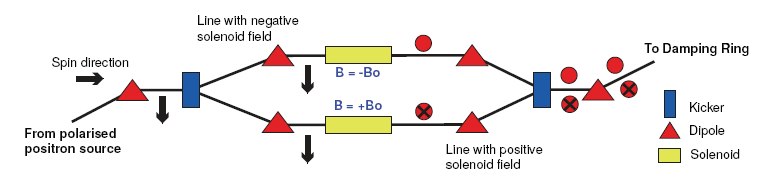 Line with negative
solenoid field
Spin direction
To Damping Ring
B = -Bo
B = +Bo
From polarised
positron source
Line with positive
solenoid field
Kicker
Dipole
Solenoid